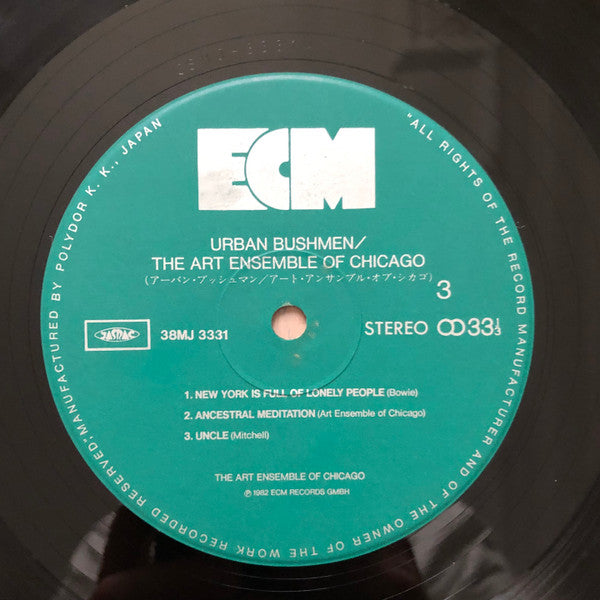 ECM
URBAN BUSHMEN/
THE ART ENSEMBLE OF CHICAGO
(アーバン・ブッシュマン/アート・アンサンブル・オブ・シカゴ)
3
JASRAC
38MJ 3331
STEREO ꝏ 33⅓
1. NEW YORK IS FULL OF LONELY PEOPLE (Bowie)
2. ANCESTRAL MEDITATION (Art Ensemble of Chicago)
3. UNCLE (Mitchell)
THE ART ENSEMBLE OF CHICAGO
℗ 1982 ECM RECORDS GMBH
"ALL RIGHTS OF THE RECORD MANUFACTURER AND OF THE OWNER OF THE WORK RECORDED RESERVED" MANUFACTURED BY POLYDOR K. K., JAPAN